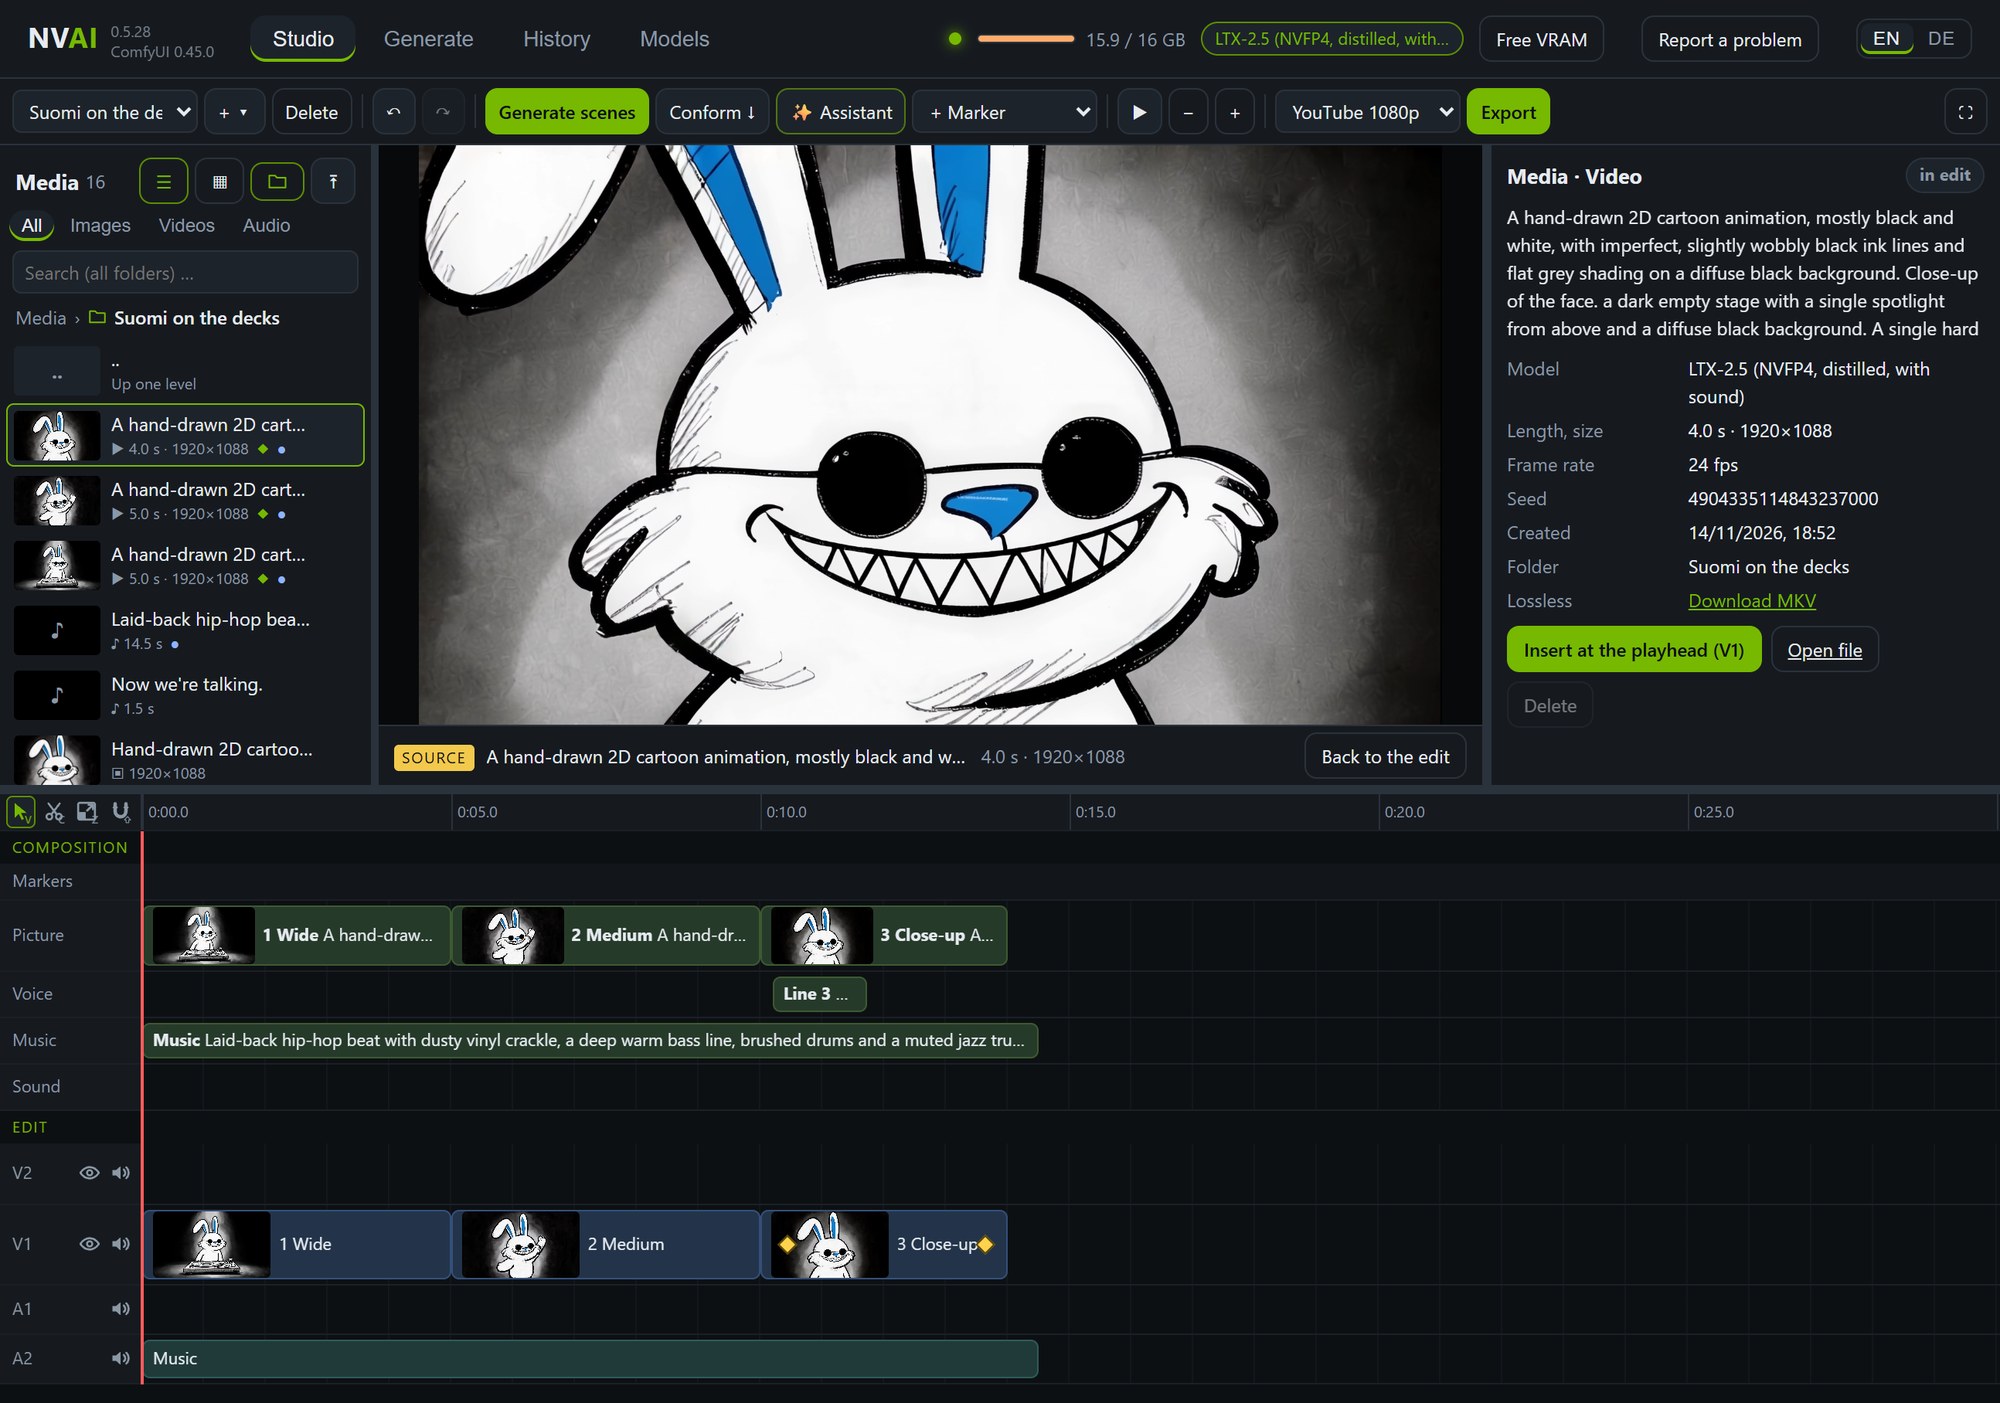 NVAI
0.5.28
ComfyUI 0.45.0
Studio
Generate
History
Models
15.9 / 16 GB
LTX-2.5 (NVFP4, distilled, with...
Free VRAM
Report a problem
EN
DE
Suomi on the de
+ ▾
Delete
Generate scenes
Conform ↓
Assistant
+ Marker
−
+
YouTube 1080p
Export
Media 16
All
Images
Videos
Audio
Search (all folders) ...
Media › Suomi on the decks
..
..
Up one level
A hand-drawn 2D cart...
4.0 s · 1920×1088
A hand-drawn 2D cart...
5.0 s · 1920×1088
A hand-drawn 2D cart...
5.0 s · 1920×1088
Laid-back hip-hop bea...
♪ 14.5 s
Now we're talking.
♪ 1.5 s
Hand-drawn 2D cartoo...
1920×1088
SOURCE
A hand-drawn 2D cartoon animation, mostly black and w...
4.0 s · 1920×1088
Back to the edit
Media · Video
in edit
A hand-drawn 2D cartoon animation, mostly black and
white, with imperfect, slightly wobbly black ink lines and
flat grey shading on a diffuse black background. Close-up
of the face. a dark empty stage with a single spotlight
from above and a diffuse black background. A single hard
Model
LTX-2.5 (NVFP4, distilled, with
sound)
Length, size
4.0 s · 1920×1088
Frame rate
24 fps
Seed
4904335114843237000
Created
14/11/2026, 18:52
Folder
Suomi on the decks
Lossless
Download MKV
Insert at the playhead (V1)
Open file
Delete
0:00.0
0:05.0
0:10.0
0:15.0
0:20.0
0:25.0
COMPOSITION
Markers
Picture
1 Wide A hand-draw...
2 Medium A hand-dr...
3 Close-up A...
Voice
Line 3 ...
Music
Music Laid-back hip-hop beat with dusty vinyl crackle, a deep warm bass line, brushed drums and a muted jazz tru...
Sound
EDIT
V2
V1
1 Wide
2 Medium
3 Close-up
A1
A2
Music